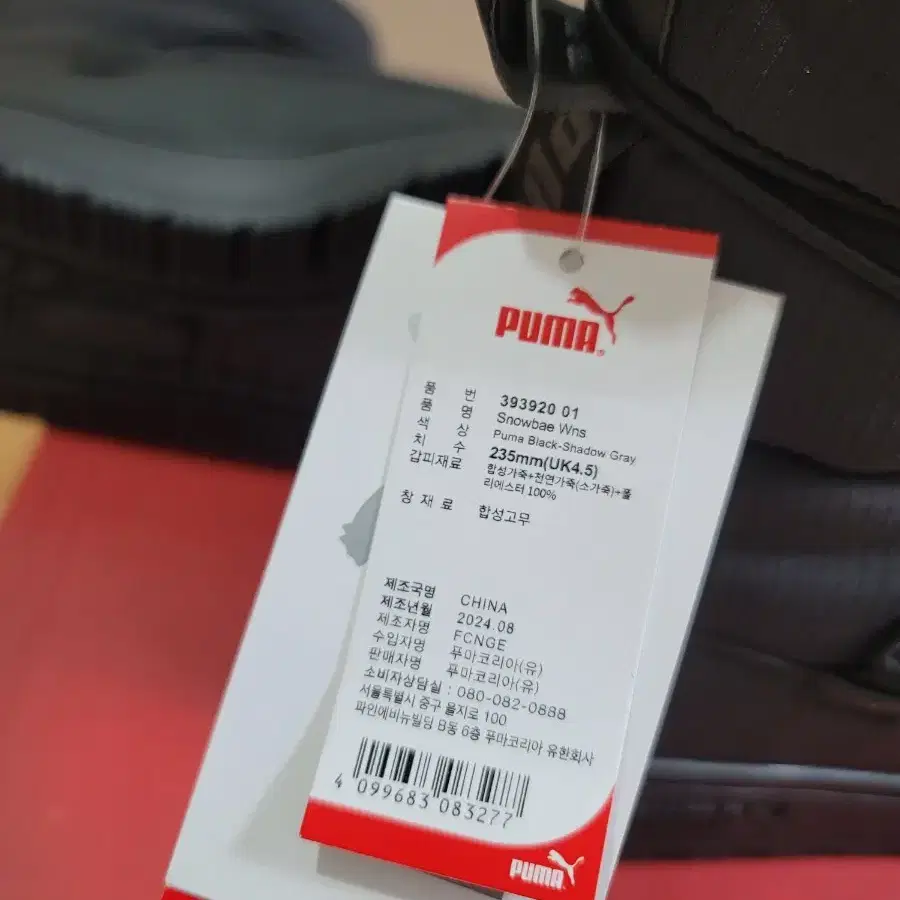 PUMA
품 번 393920 01
품 명 Snowbae Wns
색 상 Puma Black-Shadow Gray
치 수 235mm(UK4.5)
갑피재료 합성가죽+천연가죽(소가죽)+폴
리에스터 100%
창 재 료 합성고무
제조국명 CHINA
제조년월 2024.08
제조자명 FCNGE
수입자명 푸마코리아(유)
판매자명 푸마코리아(유)
소비자상담실 : 080-082-0888
서울특별시 중구 을지로 100
파인에비뉴빌딩 B동 6층 푸마코리아 유한회사
4 099683 083277
PUMA